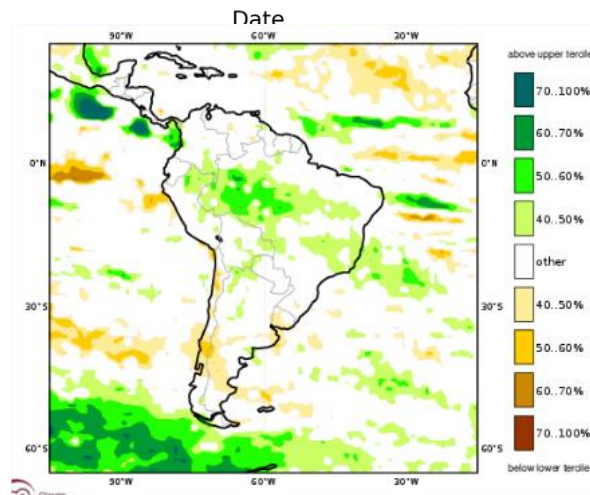 Date
90°W 60°W 30°W
above upper tercile
70..100%
60..70%
0°N 0°N
50..60%
40..50%
other
30°S 30°S
40..50%
50..60%
60..70%
70..100%
60°S 60°S
below lower tercile
90°W 60°W 30°W
Climate